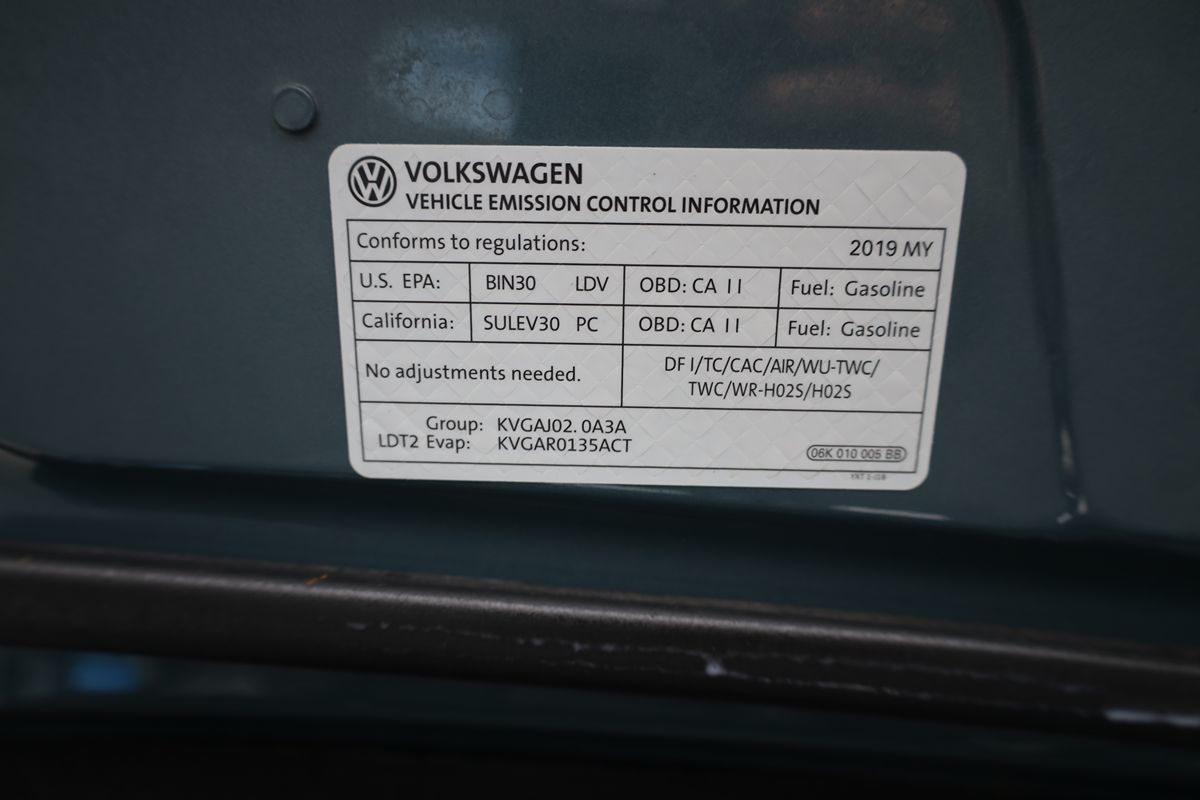 VOLKSWAGEN
VEHICLE EMISSION CONTROL INFORMATION
Conforms to regulations: 2019 MY
U.S. EPA: BIN30 LDV OBD: CA II Fuel: Gasoline
California: SULEV30 PC OBD: CA II Fuel: Gasoline
No adjustments needed. DFI/TC/CAC/AIR/WU-TWC/
TWC/WR-HO2S/HO2S
Group: KVGAJ02.0A3A
LDT2 Evap: KVGAR0135ACT
06K 010 005 BB